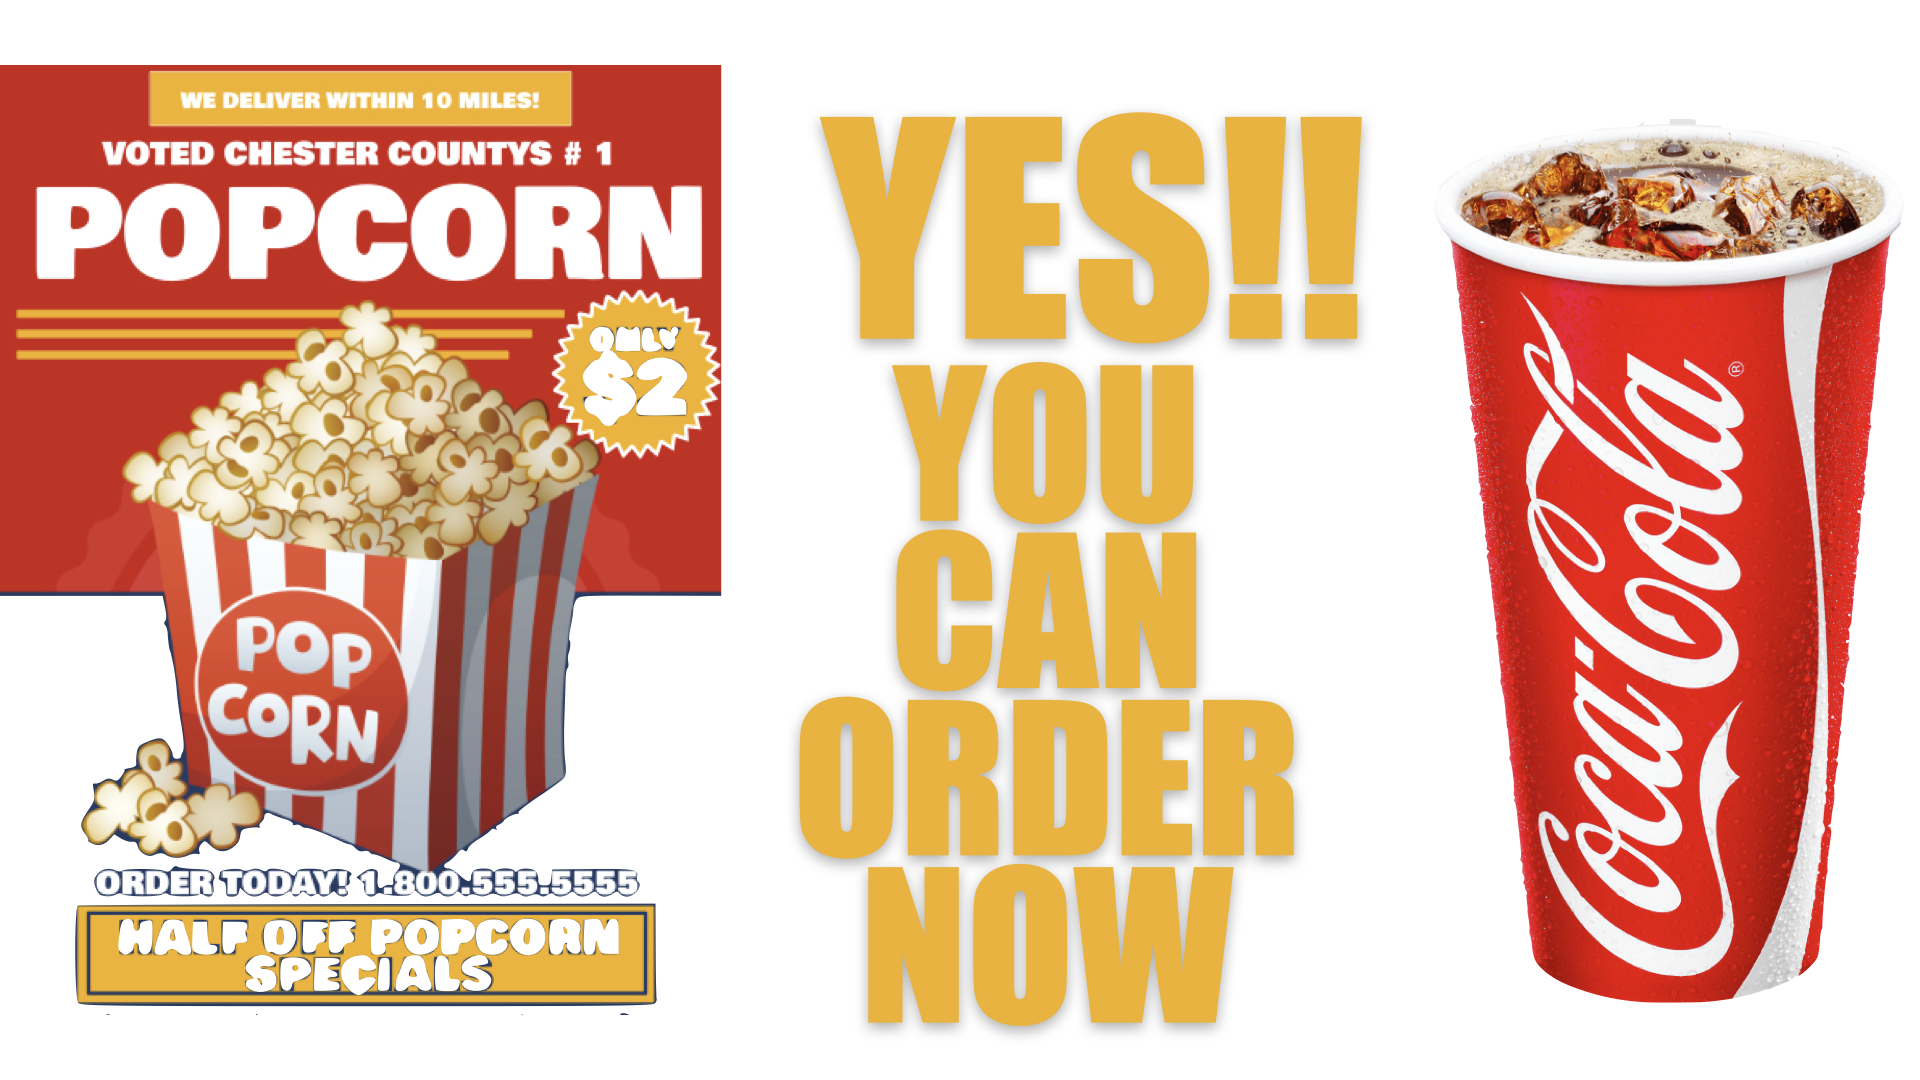 WE DELIVER WITHIN 10 MILES!
VOTED CHESTER COUNTYS # 1
POPCORN
ONLY
$2
POP
CORN
ORDER TODAY! 1-800.555.5555
HALF OFF POPCORN
SPECIALS
YES!!
YOU
CAN
ORDER
NOW
Coca-Cola
®